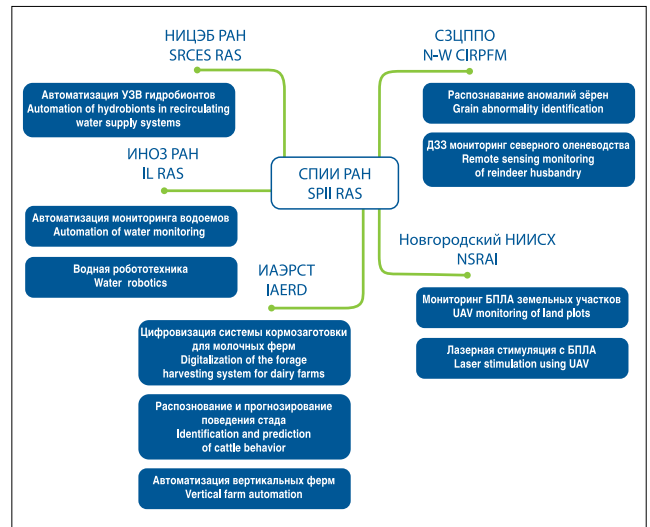 НИЦЭБ РАН
SRCES RAS
Автоматизация УЗВ гидробионтов
Automation of hydrobionts in recirculating
water supply systems
ИНОЗ РАН
IL RAS
Автоматизация мониторинга водоемов
Automation of water monitoring
Водная робототехника
Water robotics
СПИИ РАН
SPII RAS
СЗЦППО
N-W CIRPFM
Распознавание аномалий зёрен
Grain abnormality identification
ДЗЗ мониторинг северного оленеводства
Remote sensing monitoring
of reindeer husbandry
Новгородский НИИСХ
NSRAI
Мониторинг БПЛА земельных участков
UAV monitoring of land plots
Лазерная стимуляция с БПЛА
Laser stimulation using UAV
ИАЭРСТ
IAERD
Цифровизация системы кормозаготовки
для молочных ферм
Digitalization of the forage
harvesting system for dairy farms
Распознование и прогнозирование
поведения стада
Identification and prediction
of cattle behavior
Автоматизация вертикальных ферм
Vertical farm automation